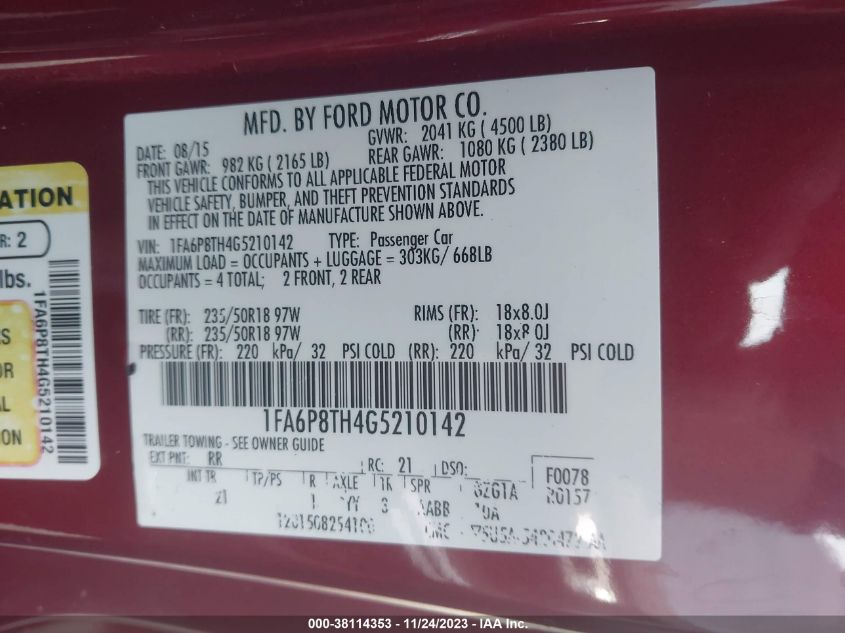 MFD. BY FORD MOTOR CO.
DATE: 08/15 GVWR: 2041 KG ( 4500 LB)
FRONT GAWR: 982 KG ( 2165 LB) REAR GAWR: 1080 KG ( 2380 LB)
THIS VEHICLE CONFORMS TO ALL APPLICABLE FEDERAL MOTOR
VEHICLE SAFETY, BUMPER, AND THEFT PREVENTION STANDARDS
IN EFFECT ON THE DATE OF MANUFACTURE SHOWN ABOVE.
VIN: 1FA6P8TH4G5210142 TYPE: Passenger Car
MAXIMUM LOAD = OCCUPANTS + LUGGAGE = 303KG/ 668LB
OCCUPANTS = 4 TOTAL; 2 FRONT, 2 REAR
TIRE (FR): 235/50R18 97W RIMS (FR): 18x8.0J
(RR): 235/50R18 97W (RR): 18x8.0J
PRESSURE (FR): 220 kPa/ 32 PSI COLD (RR): 220 kPa/ 32 PSI COLD
1FA6P8TH4G5210142
TRAILER TOWING - SEE OWNER GUIDE
EXT PNT: RR RC: 21 DSO: F0078
INT TR TP/PS R AXLE TR SPR
21 YY 3 AABB
ATION
R: 2
lbs.
1FA6P8TH4G5210142
RS
OR
AL
ION
000-38114353 - 11/24/2023 - IAA Inc.